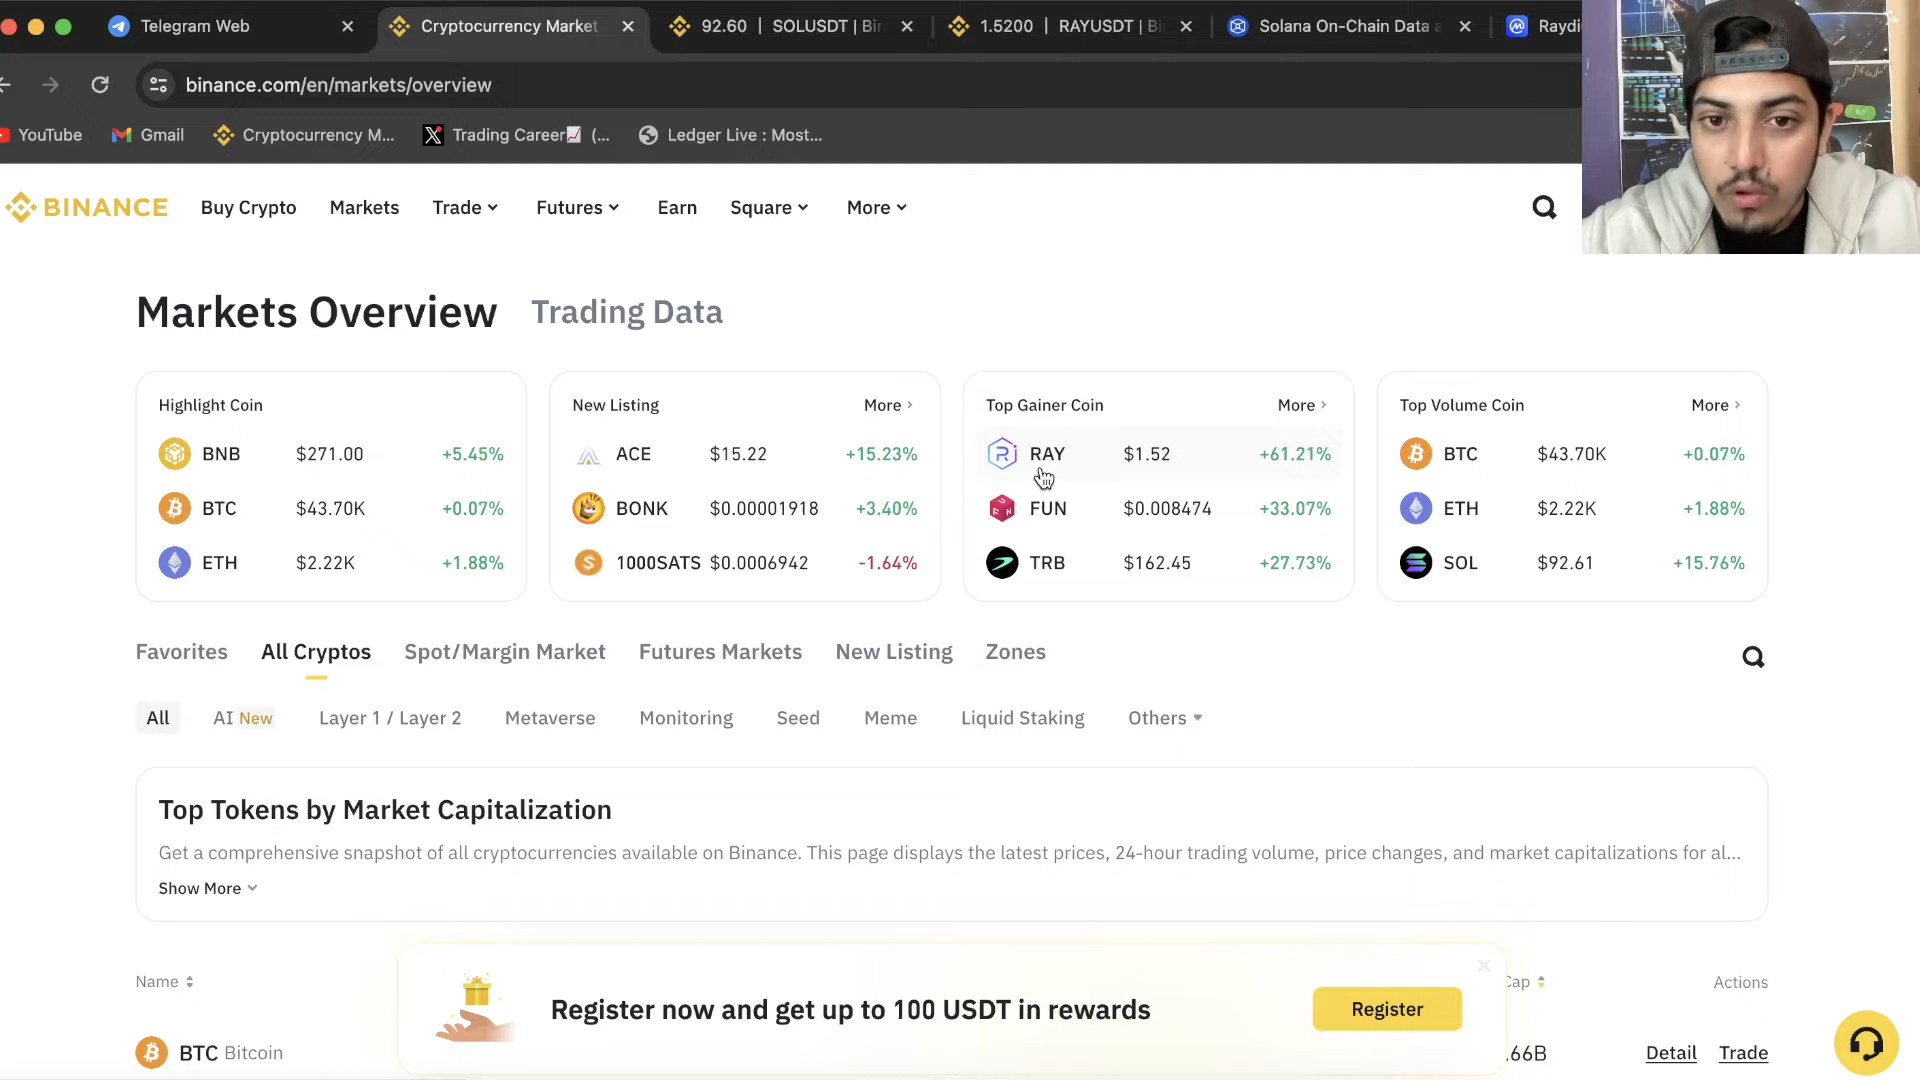 Telegram Web
Cryptocurrency Market
92.60 | SOLUSDT | Bin
1.5200 | RAYUSDT | Bi
Solana On-Chain Data a
Raydi
binance.com/en/markets/overview
YouTube
Gmail
Cryptocurrency M...
Trading Career📈 (...
Ledger Live : Most...
BINANCE
Buy Crypto
Markets
Trade
Futures
Earn
Square
More
Markets Overview
Trading Data
Highlight Coin
BNB $271.00 +5.45%
BTC $43.70K +0.07%
ETH $2.22K +1.88%
New Listing More
ACE $15.22 +15.23%
BONK $0.00001918 +3.40%
1000SATS $0.0006942 -1.64%
Top Gainer Coin More
RAY $1.52 +61.21%
FUN $0.008474 +33.07%
TRB $162.45 +27.73%
Top Volume Coin More
BTC $43.70K +0.07%
ETH $2.22K +1.88%
SOL $92.61 +15.76%
Favorites
All Cryptos
Spot/Margin Market
Futures Markets
New Listing
Zones
All
AI New
Layer 1 / Layer 2
Metaverse
Monitoring
Seed
Meme
Liquid Staking
Others
Top Tokens by Market Capitalization
Get a comprehensive snapshot of all cryptocurrencies available on Binance. This page displays the latest prices, 24-hour trading volume, price changes, and market capitalizations for al...
Show More
Name
Cap
Actions
Register now and get up to 100 USDT in rewards
Register
BTC Bitcoin
.66B
Detail
Trade